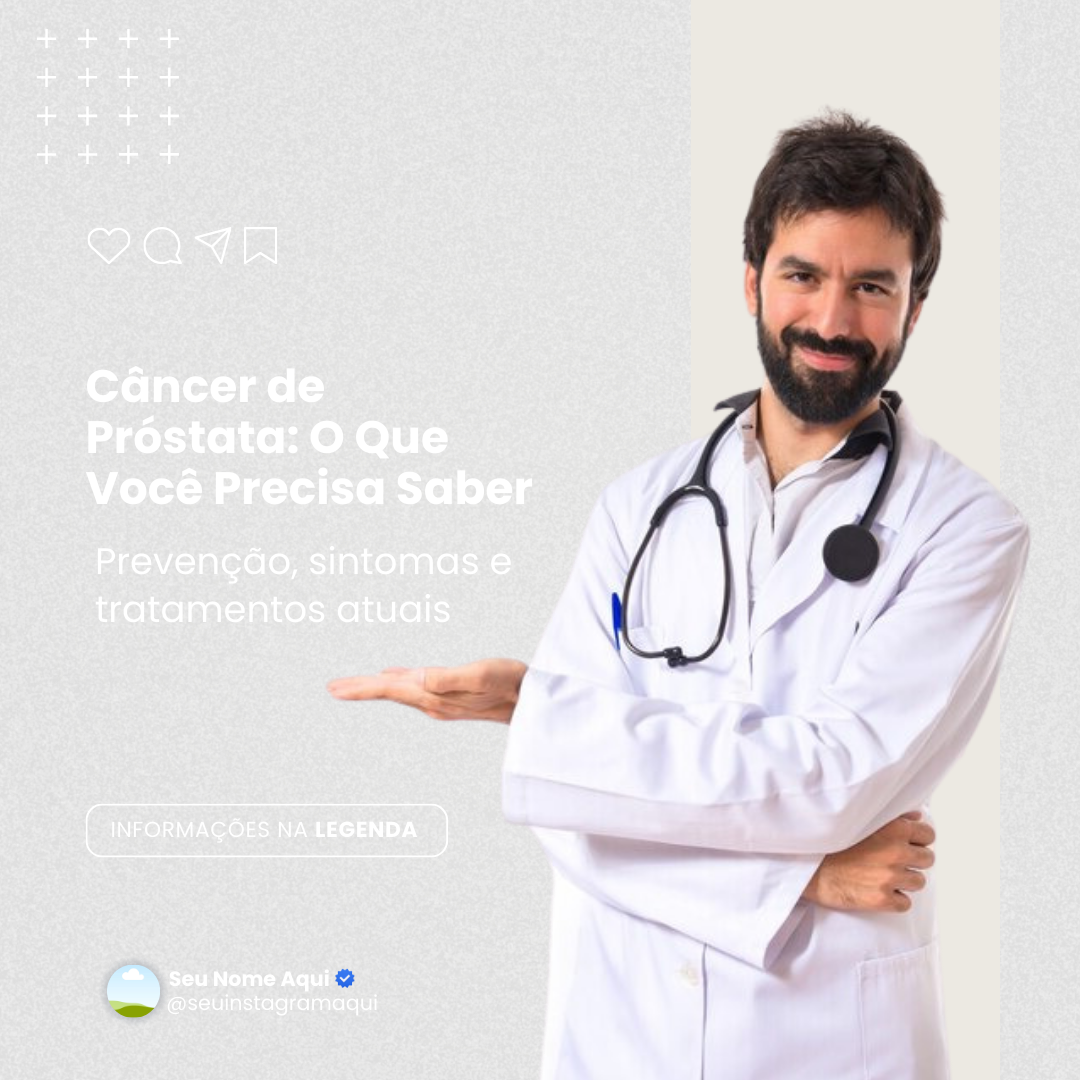 Câncer de
Próstata: O Que
Você Precisa Saber
Prevenção, sintomas e
tratamentos atuais
INFORMAÇÕES NA LEGENDA
Seu Nome Aqui
@seuinstagramaqui